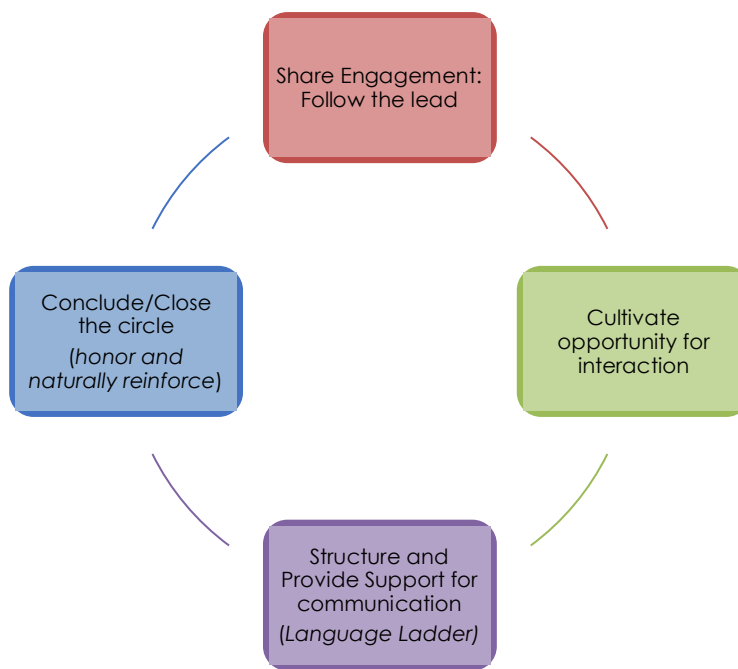 Share Engagement:
Follow the lead
Cultivate
opportunity for
interaction
Structure and
Provide Support for
communication
(Language Ladder)
Conclude/Close
the circle
(honor and
naturally reinforce)